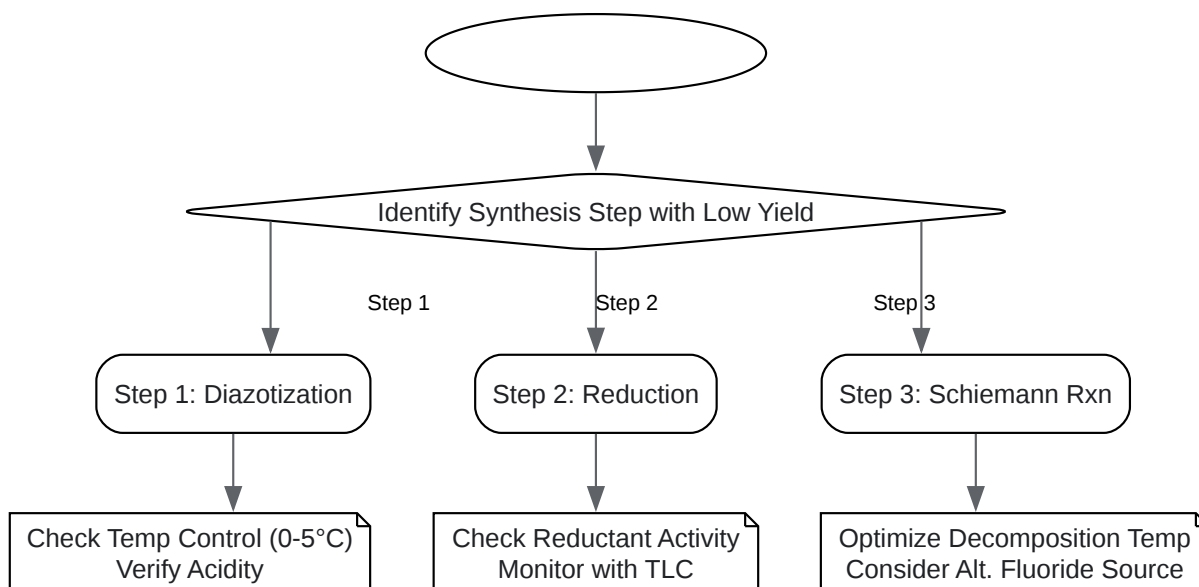 Identify Synthesis Step with Low Yield
Step 1
Step 2
Step 3
Step 1: Diazotization
Step 2: Reduction
Step 3: Schiemann Rxn
Check Temp Control (0-5°C)
Verify Acidity
Check Reductant Activity
Monitor with TLC
Optimize Decomposition Temp
Consider Alt. Fluoride Source